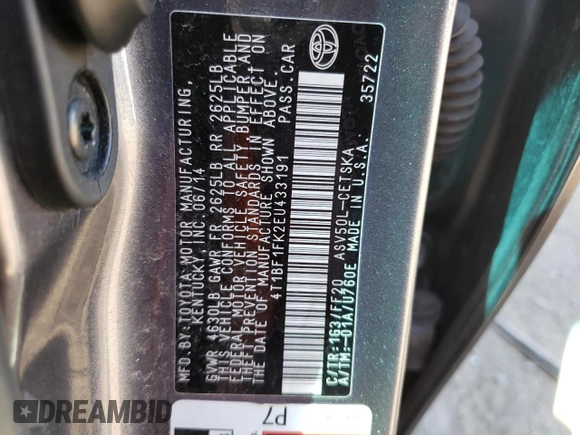 MFD.BY:TOYOTA MOTOR MANUFACTURING,
KENTUCKY, INC. 06/14
GVWR 4630LB GAWR FR 2625LB RR 2625LB
THIS VEHICLE CONFORMS TO ALL APPLICABLE
FEDERAL MOTOR VEHICLE SAFETY, BUMPER AND
THEFT PREVENTION STANDARDS IN EFFECT ON
THE DATE OF MANUFACTURE SHOWN ABOVE.
4T1BF1FK2EU433191 PASS.CAR
C/TR:1G3/FF20 ASV50L-CETSKA 35722
A/TM:-01A/U760E MADE IN U.S.A.
P7
DREAMBID